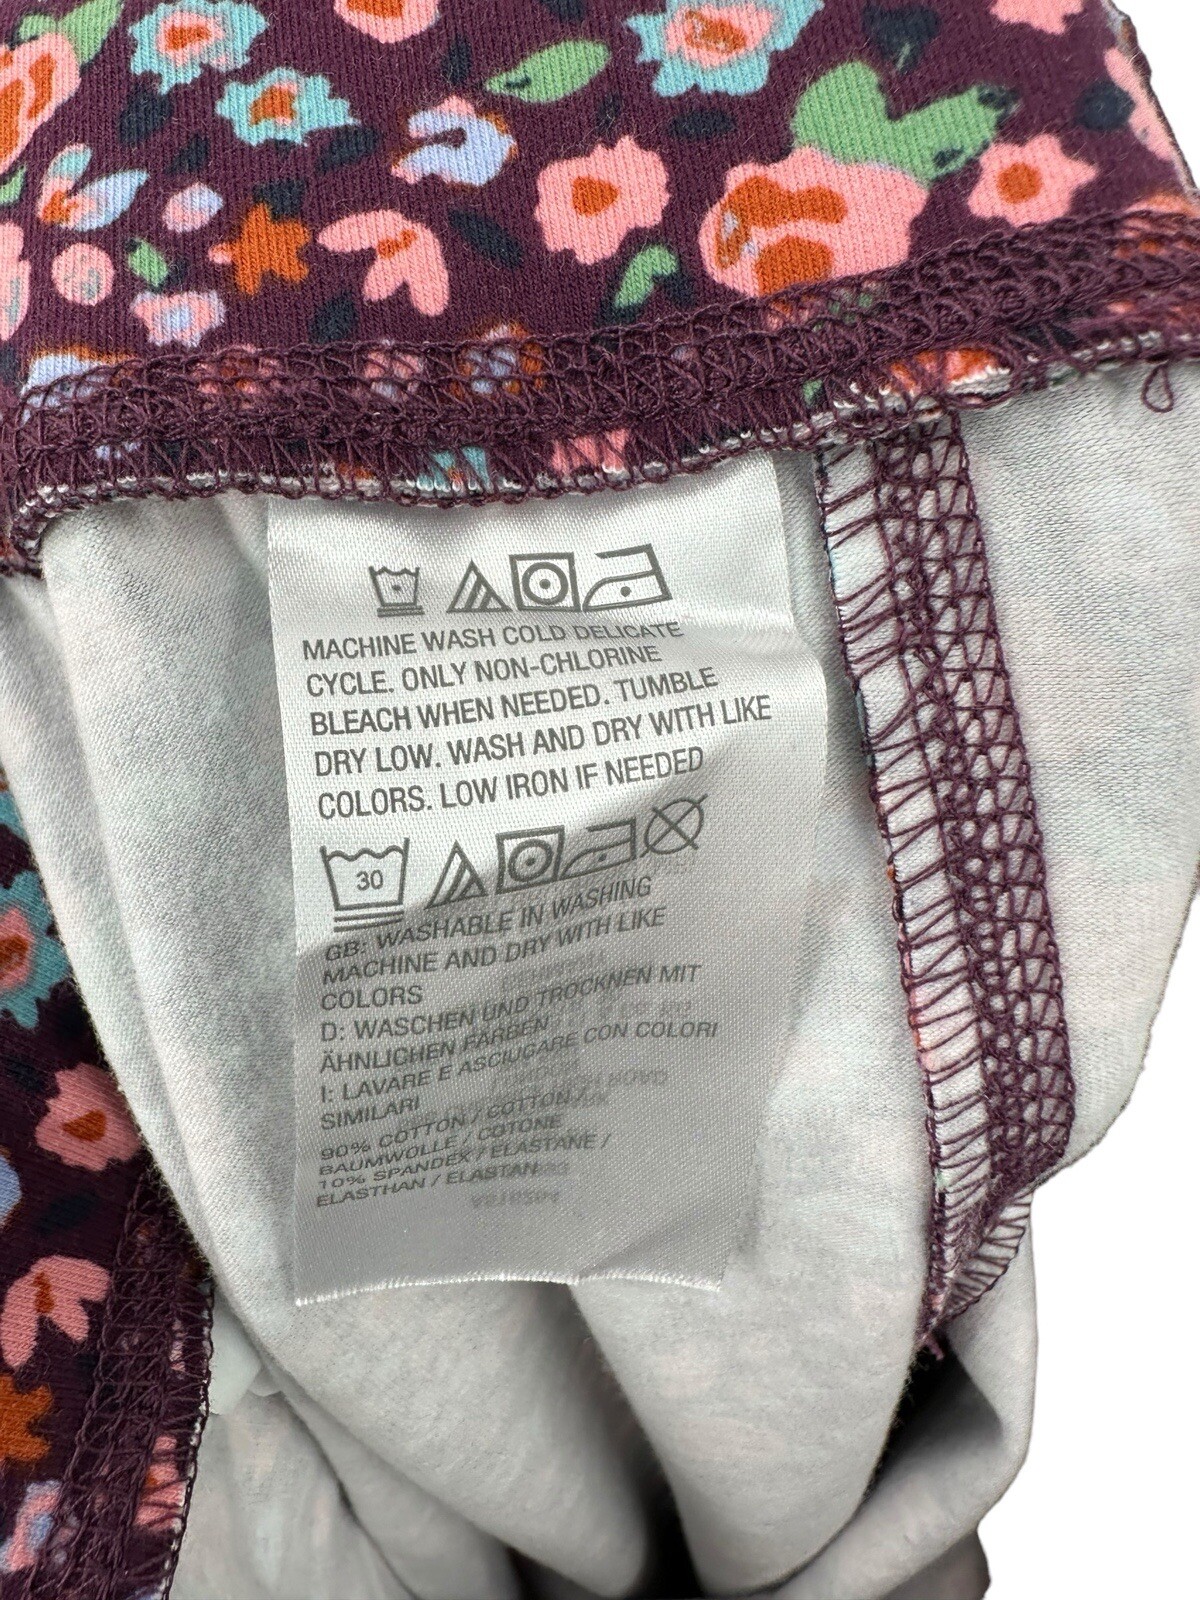 MACHINE WASH COLD DELICATE
CYCLE. ONLY NON-CHLORINE
BLEACH WHEN NEEDED. TUMBLE
DRY LOW. WASH AND DRY WITH LIKE
COLORS. LOW IRON IF NEEDED
30
GB: WASHABLE IN WASHING
MACHINE AND DRY WITH LIKE
COLORS
D: WASCHEN UND TROCKNEN MIT
ÄHNLICHEN FARBEN
I: LAVARE E ASCIUGARE CON COLORI
SIMILARI
90% COTTON / COTTON /
BAUMWOLLE / COTONE
10% SPANDEX / ELASTANE /
ELASTHAN / ELASTAN